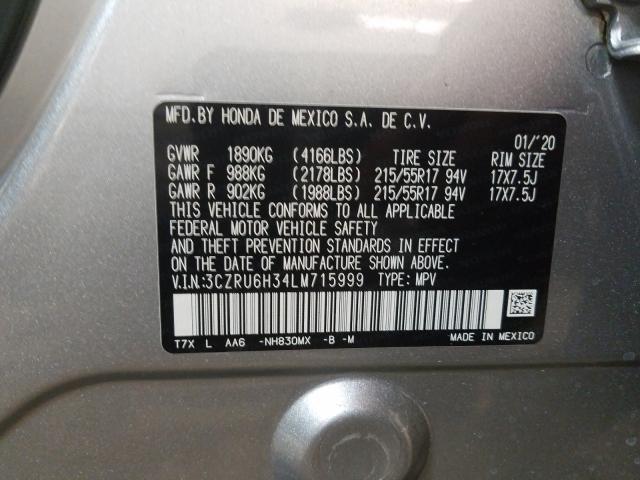 MFD.BY HONDA DE MEXICO S.A. DE C.V.
01/'20
GVWR 1890KG (4166LBS) TIRE SIZE RIM SIZE
GAWR F 988KG (2178LBS) 215/55R17 94V 17X7.5J
GAWR R 902KG (1988LBS) 215/55R17 94V 17X7.5J
THIS VEHICLE CONFORMS TO ALL APPLICABLE
FEDERAL MOTOR VEHICLE SAFETY
AND THEFT PREVENTION STANDARDS IN EFFECT
ON THE DATE OF MANUFACTURE SHOWN ABOVE.
V.I.N:3CZRU6H34LM715999 TYPE: MPV
T7X L AA6 -NH830MX -B -M MADE IN MEXICO